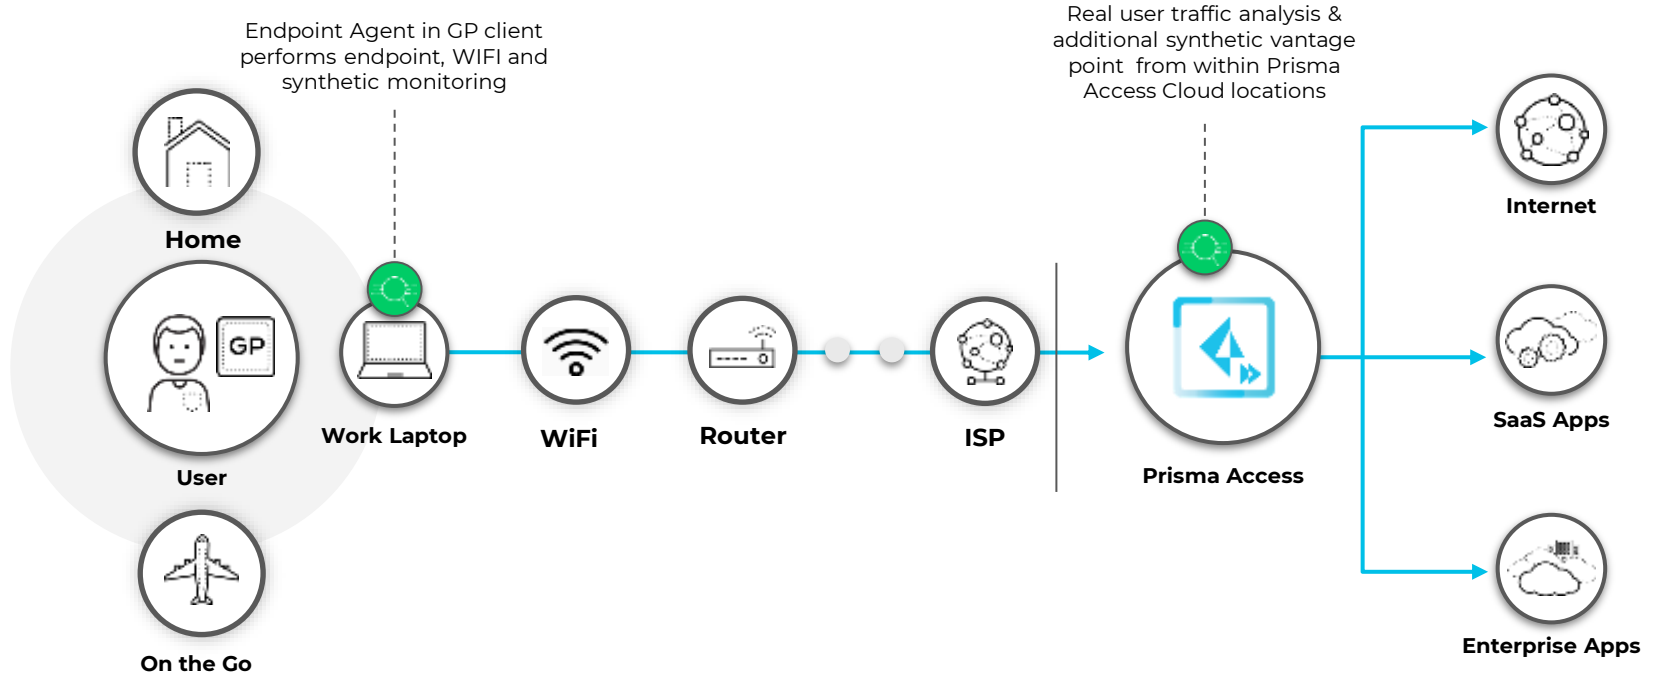 Endpoint Agent in GP client
performs endpoint, WIFI and
synthetic monitoring
Real user traffic analysis &
additional synthetic vantage
point from within Prisma
Access Cloud locations
Home
GP
User
On the Go
Work Laptop
WiFi
Router
ISP
Prisma Access
Internet
SaaS Apps
Enterprise Apps